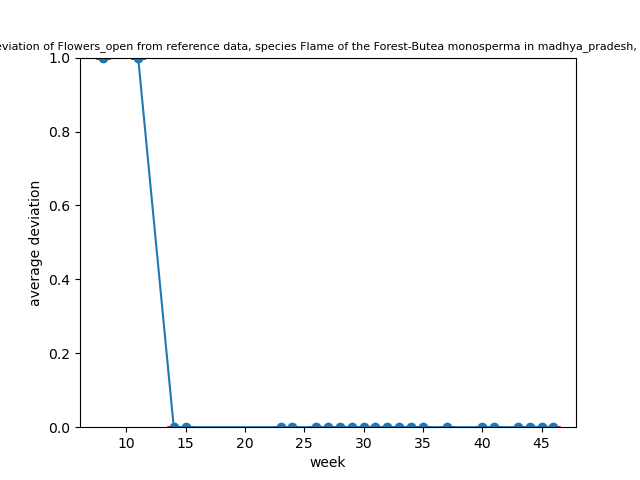 eviation of Flowers_open from reference data, species Flame of the Forest-Butea monosperma in madhya_pradesh,
1.0
0.8
0.6
0.4
0.2
0.0
average deviation
10 15 20 25 30 35 40 45
week